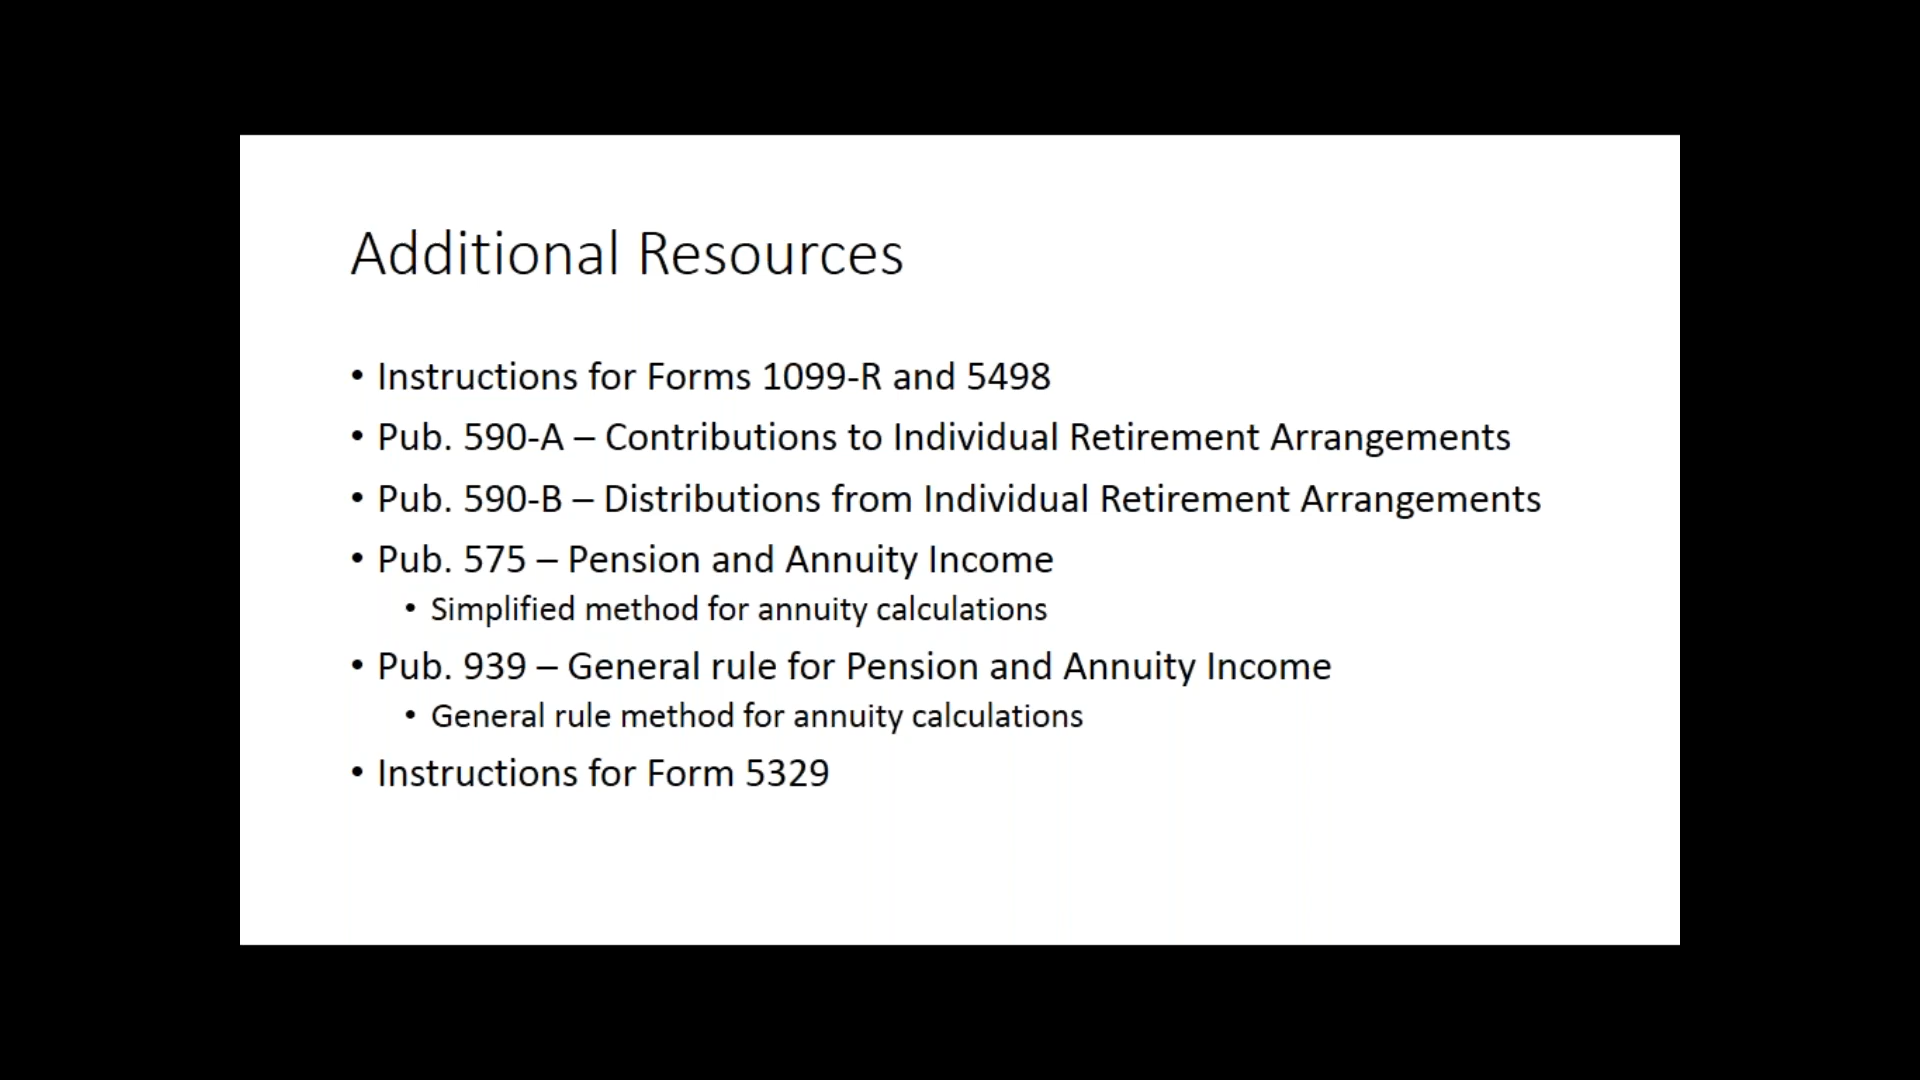 Additional Resources
• Instructions for Forms 1099-R and 5498
• Pub. 590-A – Contributions to Individual Retirement Arrangements
• Pub. 590-B – Distributions from Individual Retirement Arrangements
• Pub. 575 – Pension and Annuity Income
• Simplified method for annuity calculations
• Pub. 939 – General rule for Pension and Annuity Income
• General rule method for annuity calculations
• Instructions for Form 5329